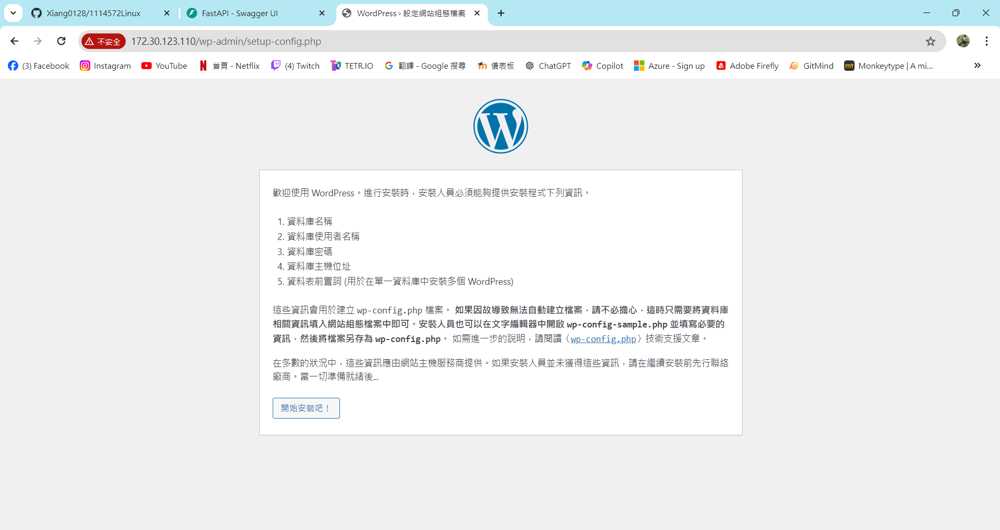 Xiang0128/1114572Linux
FastAPI - Swagger UI
WordPress › 設定網站組態檔案
不安全
172.30.123.110/wp-admin/setup-config.php
(3) Facebook
Instagram
YouTube
首頁 - Netflix
(4) Twitch
TETR.IO
翻譯 - Google 搜尋
儀表板
ChatGPT
Copilot
Azure - Sign up
Adobe Firefly
GitMind
mt
Monkeytype | A mi...
歡迎使用 WordPress。進行安裝時，安裝人員必須能夠提供安裝程式下列資訊。
1. 資料庫名稱
2. 資料庫使用者名稱
3. 資料庫密碼
4. 資料庫主機位址
5. 資料表前置詞 (用於在單一資料庫中安裝多個 WordPress)
這些資訊會用於建立 wp-config.php 檔案。 如果因故導致無法自動建立檔案，請不必擔心，這時只需要將資料庫
相關資訊填入網站組態檔案中即可。安裝人員也可以在文字編輯器中開啟 wp-config-sample.php 並填寫必要的
資訊，然後將檔案另存為 wp-config.php。 如需進一步的說明，請閱讀〈wp-config.php〉技術支援文章。
在多數的狀況中，這些資訊應由網站主機服務商提供。如果安裝人員並未獲得這些資訊，請在繼續安裝前先行聯絡
廠商。當一切準備就緒後...
開始安裝吧！